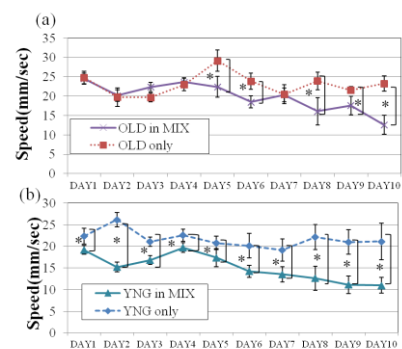 (a)
Speed(mm/sec)
35
30
25
20
15
10
5
0
* * * * *
OLD in MIX
OLD only
DAY1 DAY2 DAY3 DAY4 DAY5 DAY6 DAY7 DAY8 DAY9 DAY10
(b)
Speed(mm/sec)
30
25
20
15
10
5
0
* * * * * * * * * *
YNG in MIX
YNG only
DAY1 DAY2 DAY3 DAY4 DAY5 DAY6 DAY7 DAY8 DAY9 DAY10